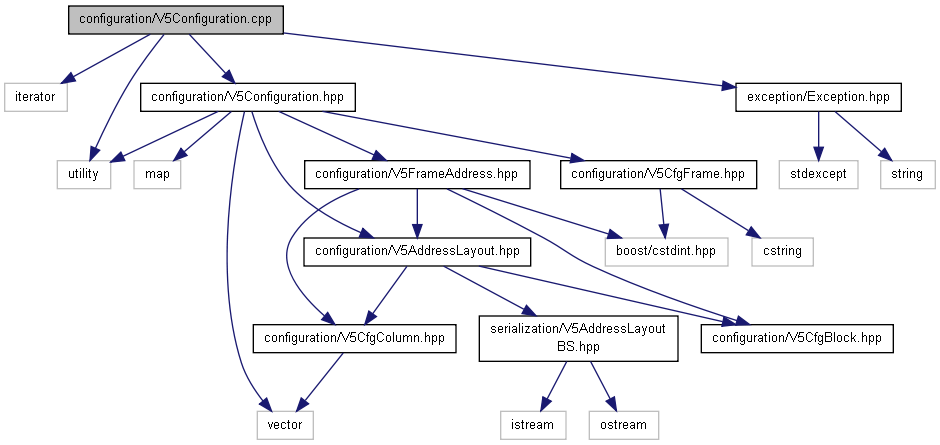 configuration/V5Configuration.cpp
iterator
configuration/V5Configuration.hpp
exception/Exception.hpp
utility
map
configuration/V5FrameAddress.hpp
configuration/V5CfgFrame.hpp
stdexcept
string
configuration/V5AddressLayout.hpp
boost/cstdint.hpp
cstring
configuration/V5CfgColumn.hpp
serialization/V5AddressLayout
BS.hpp
configuration/V5CfgBlock.hpp
vector
istream
ostream